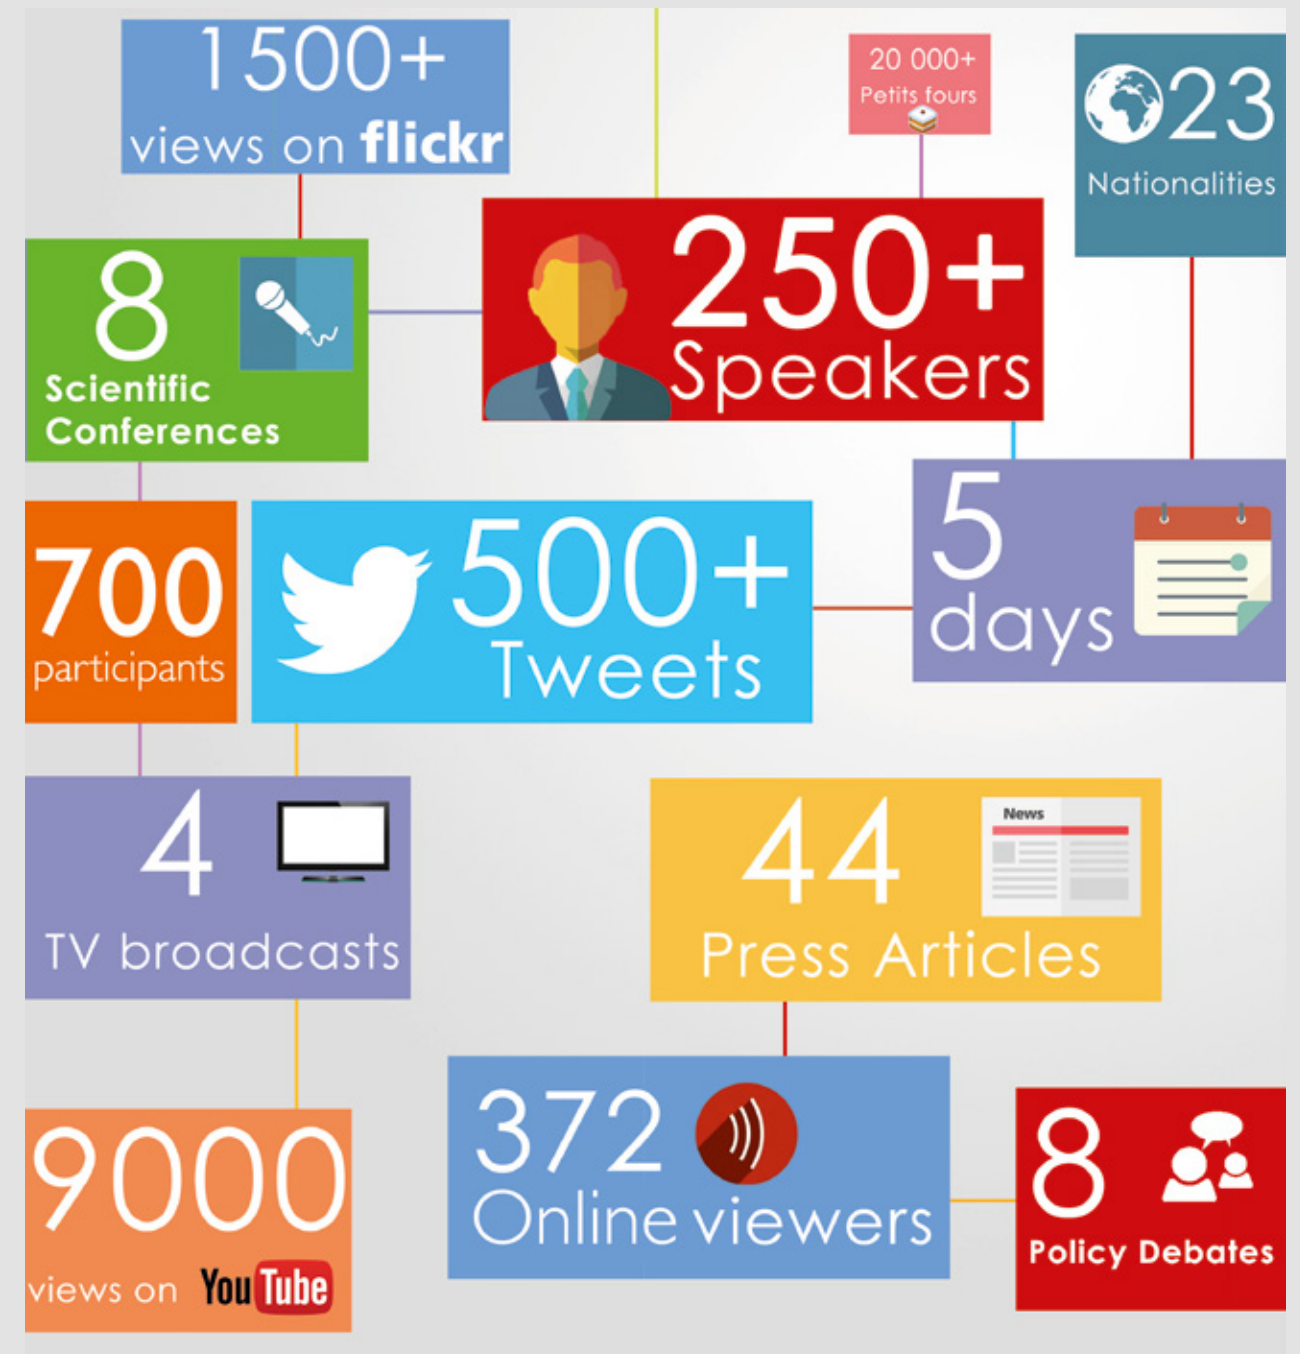 1500+
views on flickr
20 000+
Petits fours
23
Nationalities
8
Scientific
Conferences
250+
Speakers
700
participants
500+
Tweets
5
days
4
TV broadcasts
44
News
Press Articles
9000
views on YouTube
372
Online viewers
8
Policy Debates